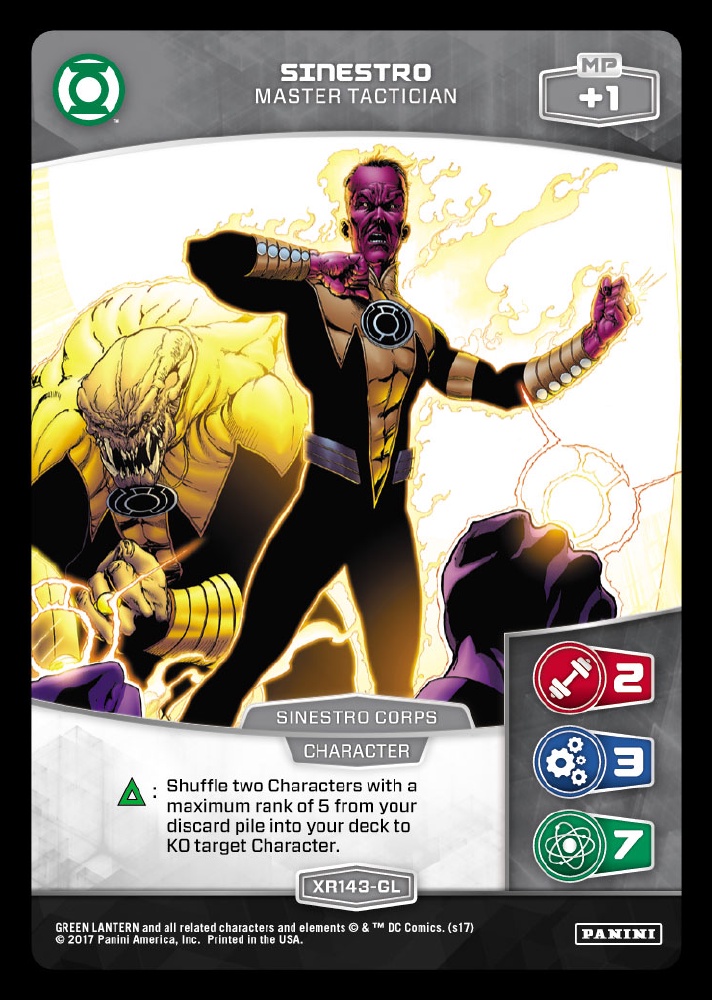 SINESTRO
MASTER TACTICIAN
MP
+1
SINESTRO CORPS
CHARACTER
: Shuffle two Characters with a
maximum rank of 5 from your
discard pile into your deck to
KO target Character.
2
3
7
XR143-GL
GREEN LANTERN and all related characters and elements © & ™ DC Comics. (s17)
© 2017 Panini America, Inc. Printed in the USA.
PANINI